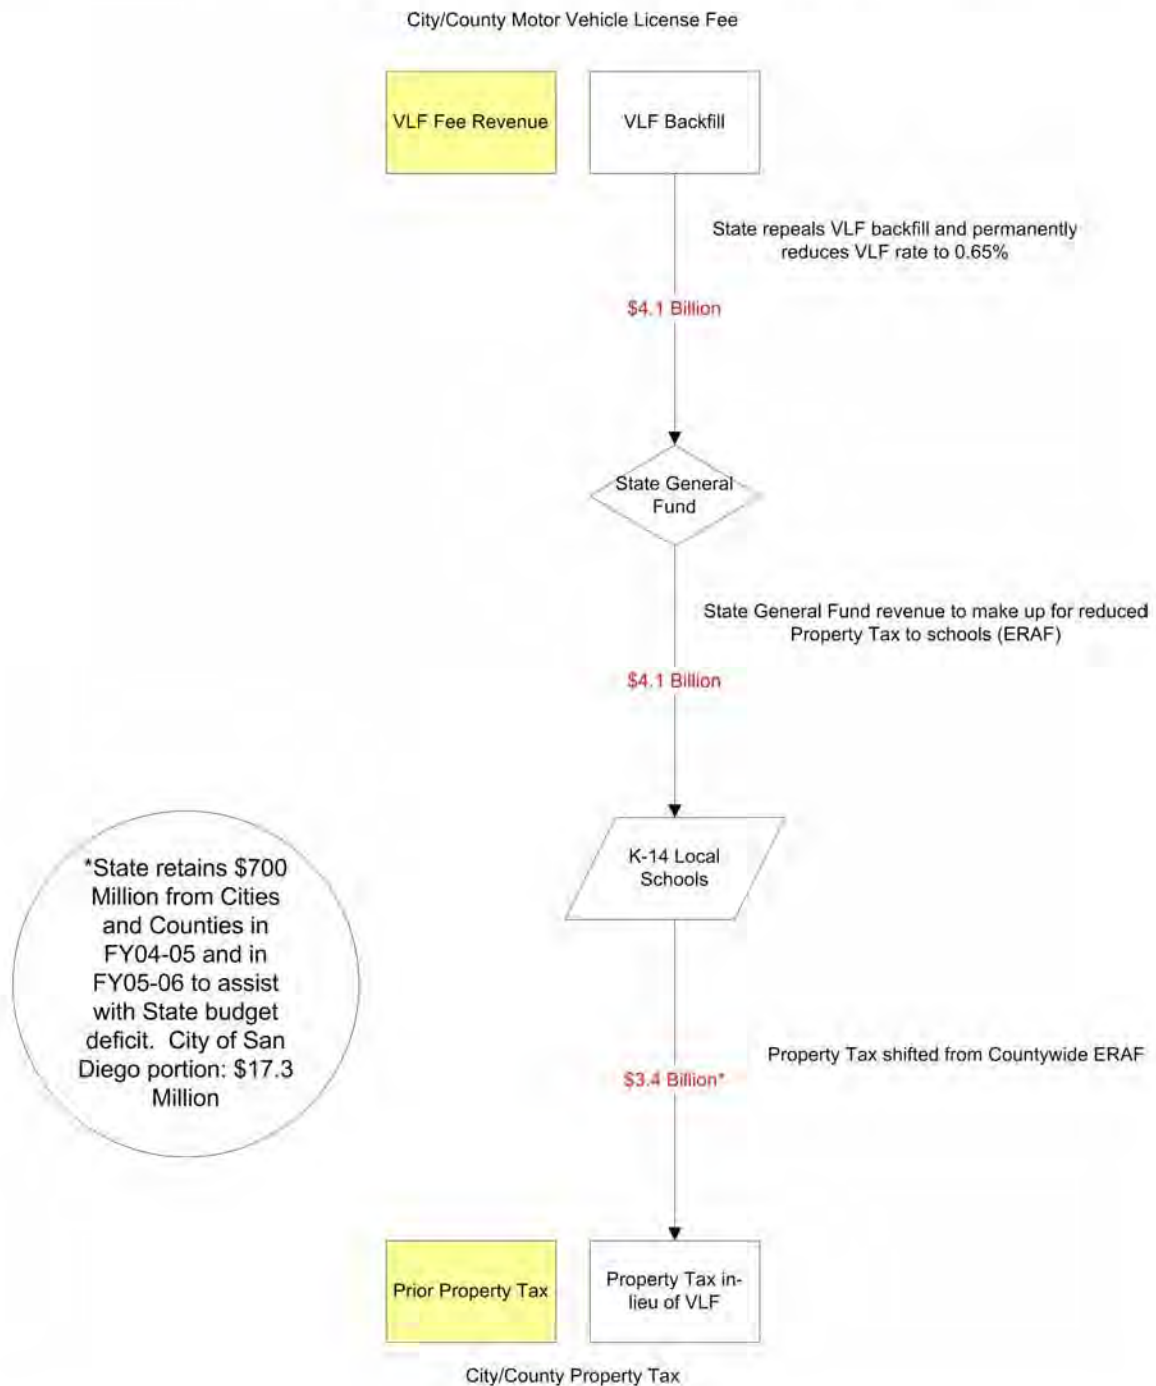 City/County Motor Vehicle License Fee
VLF Fee Revenue
VLF Backfill
State repeals VLF backfill and permanently
reduces VLF rate to 0.65%
$4.1 Billion
State General
Fund
State General Fund revenue to make up for reduced
Property Tax to schools (ERAF)
$4.1 Billion
K-14 Local
Schools
*State retains $700
Million from Cities
and Counties in
FY04-05 and in
FY05-06 to assist
with State budget
deficit.  City of San
Diego portion: $17.3
Million
Property Tax shifted from Countywide ERAF
$3.4 Billion*
Prior Property Tax
Property Tax in-
lieu of VLF
City/County Property Tax